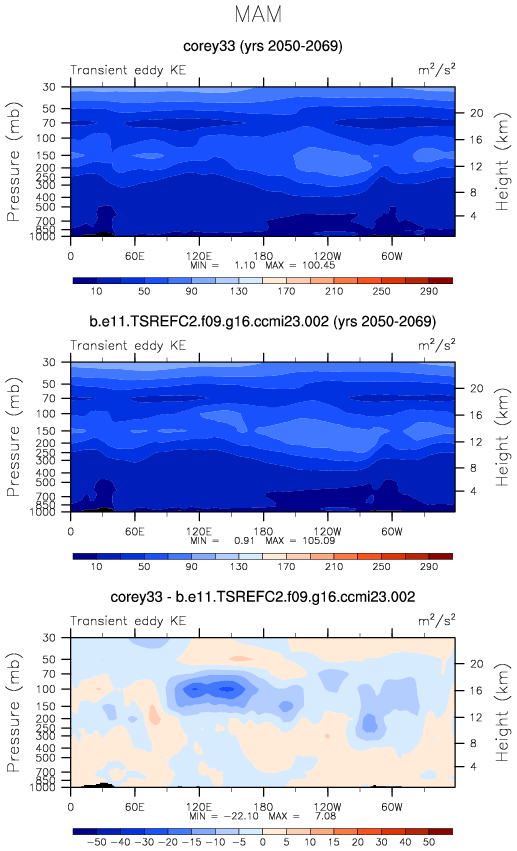 MAM
corey33 (yrs 2050-2069)
Transient eddy KE m²/s²
30
50
70
100
150
200
250
300
400
500
700
850
1000
Pressure (mb)
20
16
12
8
4
Height (km)
0 60E 120E 180 120W 60W
MIN = 1.10 MAX = 100.45
10 50 90 130 170 210 250 290
b.e11.TSREFC2.f09.g16.ccmi23.002 (yrs 2050-2069)
Transient eddy KE m²/s²
30
50
70
100
150
200
250
300
400
500
700
850
1000
Pressure (mb)
20
16
12
8
4
Height (km)
0 60E 120E 180 120W 60W
MIN = 0.91 MAX = 105.09
10 50 90 130 170 210 250 290
corey33 - b.e11.TSREFC2.f09.g16.ccmi23.002
Transient eddy KE m²/s²
30
50
70
100
150
200
250
300
400
500
700
850
1000
Pressure (mb)
20
16
12
8
4
Height (km)
0 60E 120E 180 120W 60W
MIN = −22.10 MAX = 7.08
−50 −40 −30 −20 −15 −10 −5 0 5 10 15 20 30 40 50